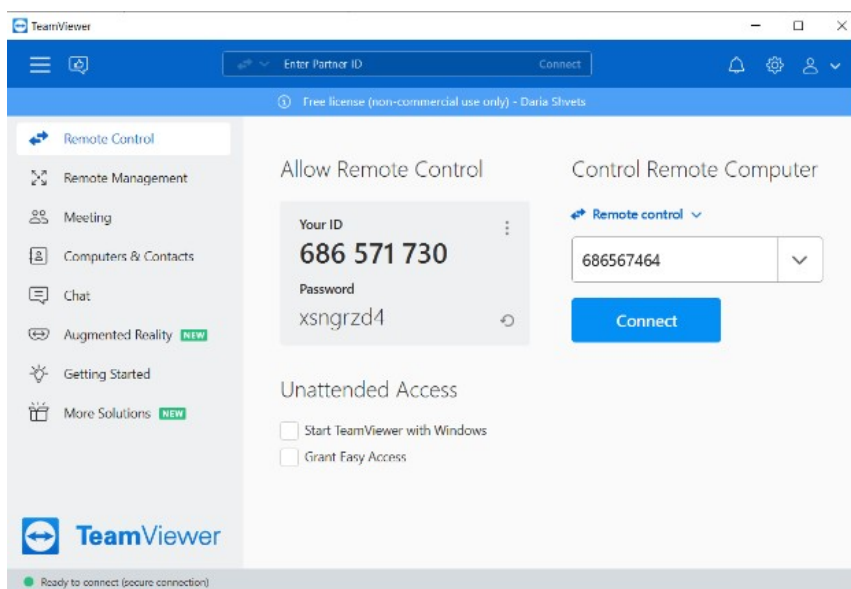 TeamViewer
Enter Partner ID
Connect
Free license (non-commercial use only) - Daria Shvets
Remote Control
Remote Management
Meeting
Computers & Contacts
Chat
Augmented Reality NEW
Getting Started
More Solutions NEW
TeamViewer
Allow Remote Control
Your ID
686 571 730
Password
xsngrzd4
Unattended Access
Start TeamViewer with Windows
Grant Easy Access
Control Remote Computer
Remote control
686567464
Connect
Ready to connect (secure connection)